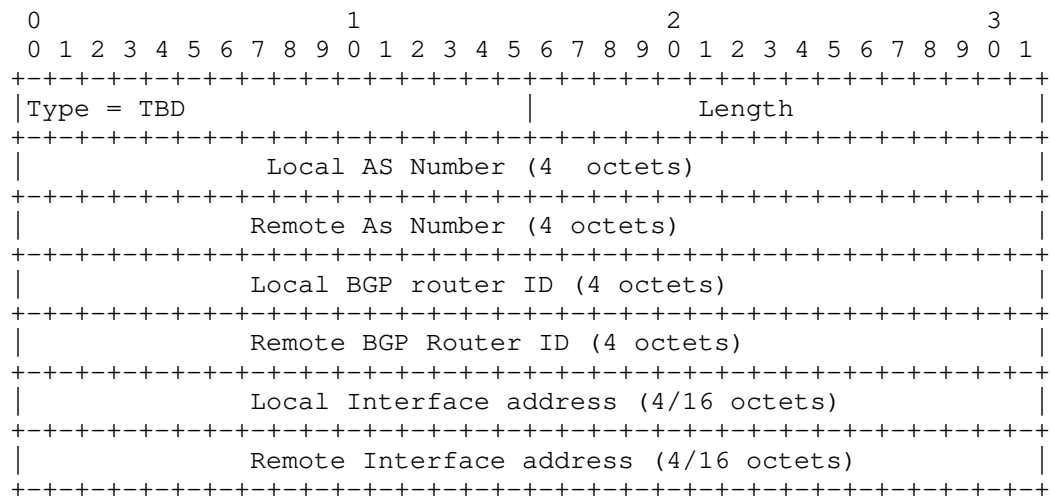 0                   1                   2                   3
0 1 2 3 4 5 6 7 8 9 0 1 2 3 4 5 6 7 8 9 0 1 2 3 4 5 6 7 8 9 0 1
+-+-+-+-+-+-+-+-+-+-+-+-+-+-+-+-+-+-+-+-+-+-+-+-+-+-+-+-+-+-+-+-+
|Type = TBD                     |          Length               |
+-+-+-+-+-+-+-+-+-+-+-+-+-+-+-+-+-+-+-+-+-+-+-+-+-+-+-+-+-+-+-+-+
|               Local AS Number (4  octets)                     |
+-+-+-+-+-+-+-+-+-+-+-+-+-+-+-+-+-+-+-+-+-+-+-+-+-+-+-+-+-+-+-+-+
|              Remote As Number (4 octets)                      |
+-+-+-+-+-+-+-+-+-+-+-+-+-+-+-+-+-+-+-+-+-+-+-+-+-+-+-+-+-+-+-+-+
|              Local BGP router ID (4 octets)                   |
+-+-+-+-+-+-+-+-+-+-+-+-+-+-+-+-+-+-+-+-+-+-+-+-+-+-+-+-+-+-+-+-+
|              Remote BGP Router ID (4 octets)                  |
+-+-+-+-+-+-+-+-+-+-+-+-+-+-+-+-+-+-+-+-+-+-+-+-+-+-+-+-+-+-+-+-+
|              Local Interface address (4/16 octets)            |
+-+-+-+-+-+-+-+-+-+-+-+-+-+-+-+-+-+-+-+-+-+-+-+-+-+-+-+-+-+-+-+-+
|              Remote Interface address (4/16 octets)           |
+-+-+-+-+-+-+-+-+-+-+-+-+-+-+-+-+-+-+-+-+-+-+-+-+-+-+-+-+-+-+-+-+